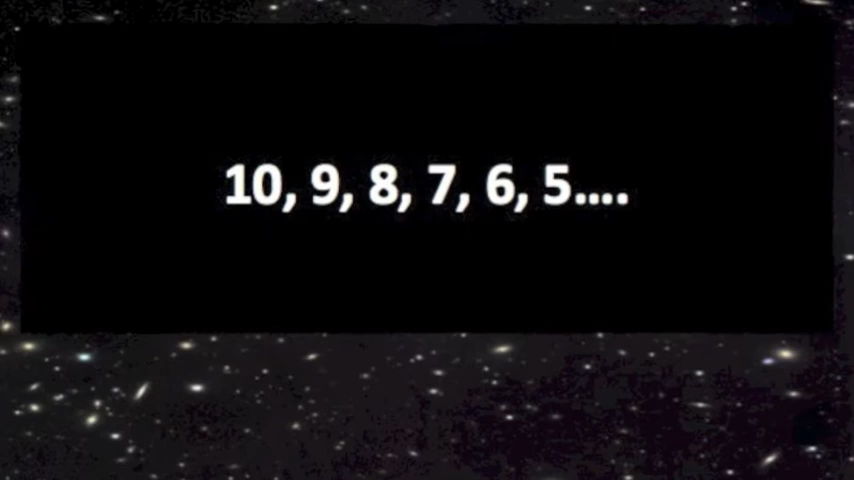 10, 9, 8, 7, 6, 5....